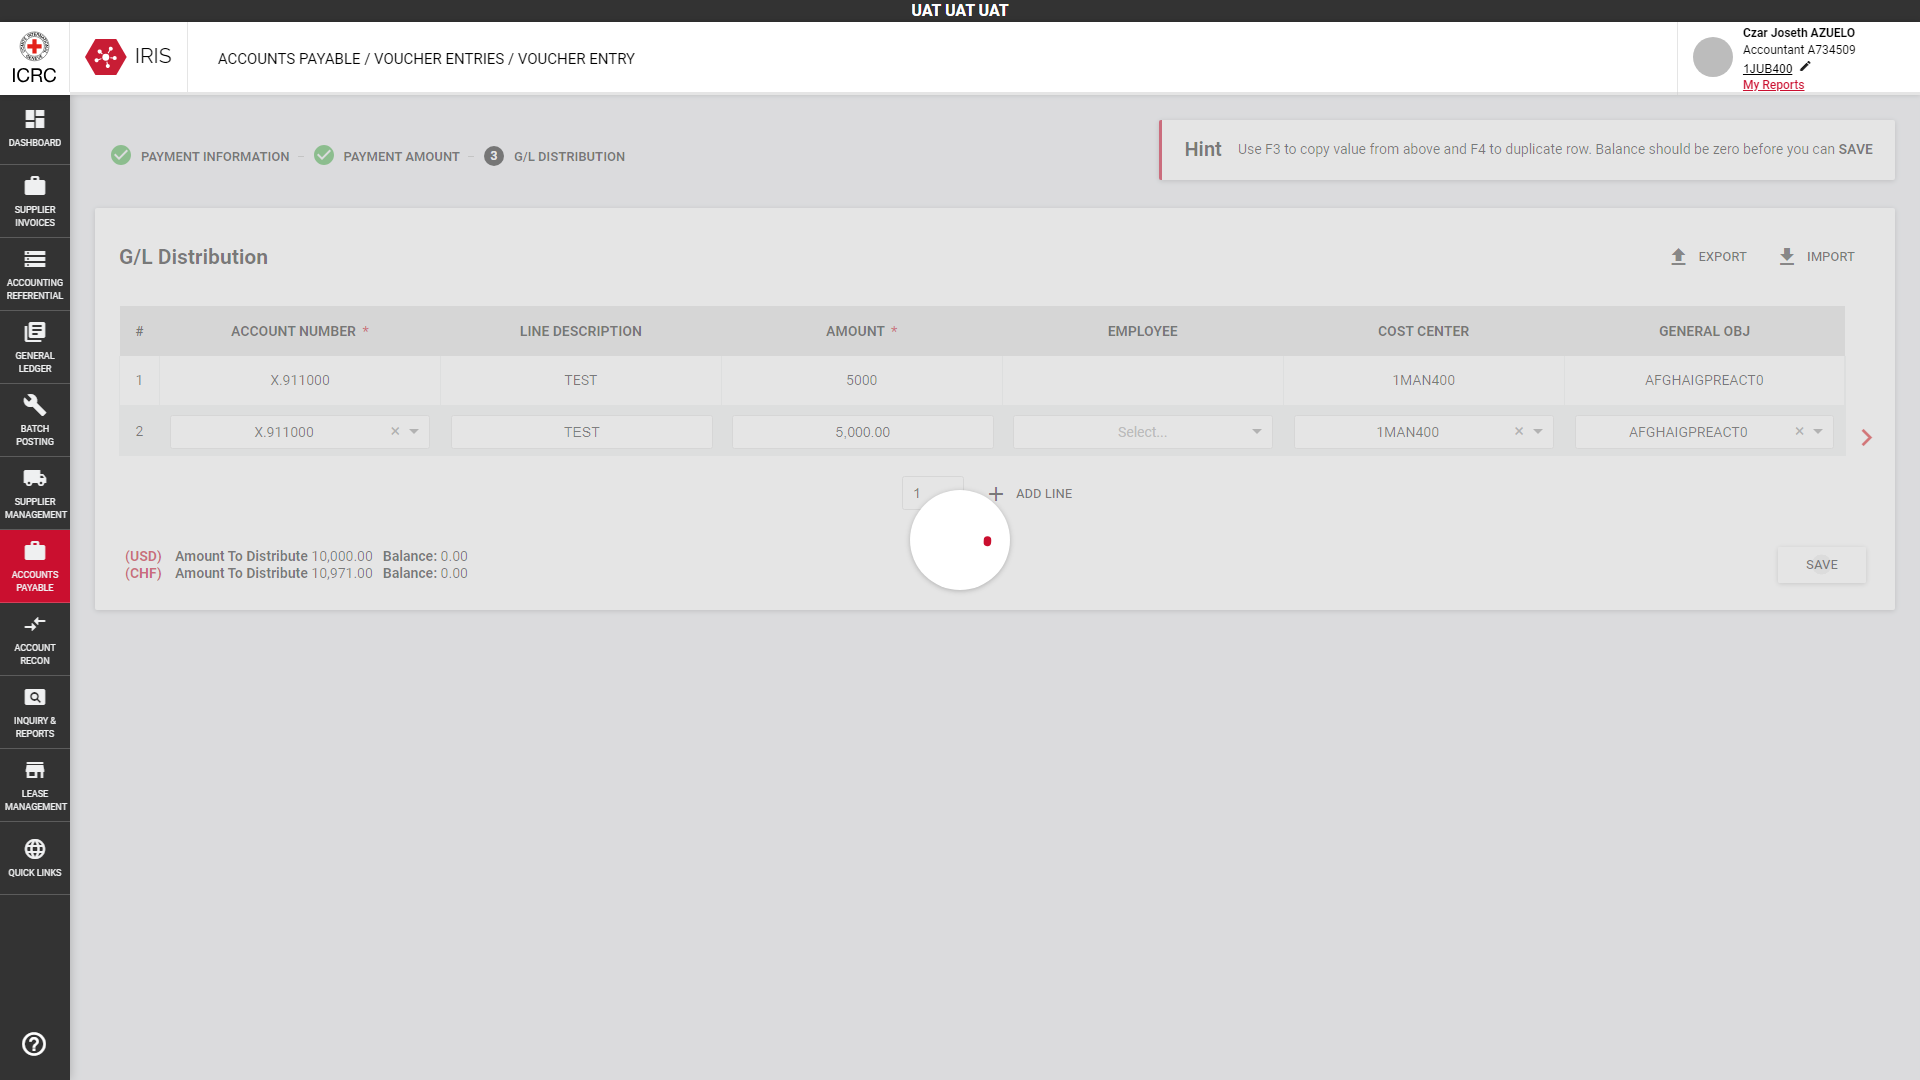 UAT UAT UAT
ICRC
IRIS
ACCOUNTS PAYABLE / VOUCHER ENTRIES / VOUCHER ENTRY
Czar Joseth AZUELO
Accountant A734509
1JUB400
My Reports
DASHBOARD
SUPPLIER
INVOICES
ACCOUNTING
REFERENTIAL
GENERAL
LEDGER
BATCH
POSTING
SUPPLIER
MANAGEMENT
ACCOUNTS
PAYABLE
ACCOUNT
RECON
INQUIRY &
REPORTS
LEASE
MANAGEMENT
QUICK LINKS
PAYMENT INFORMATION
PAYMENT AMOUNT
3 G/L DISTRIBUTION
Hint Use F3 to copy value from above and F4 to duplicate row. Balance should be zero before you can SAVE
G/L Distribution
EXPORT IMPORT
# ACCOUNT NUMBER * LINE DESCRIPTION AMOUNT * EMPLOYEE COST CENTER GENERAL OBJ
1 X.911000 TEST 5000 1MAN400 AFGHAIGPREACT0
2 X.911000 TEST 5,000.00 Select... 1MAN400 AFGHAIGPREACT0
1 ADD LINE
(USD) Amount To Distribute 10,000.00 Balance: 0.00
(CHF) Amount To Distribute 10,971.00 Balance: 0.00
SAVE